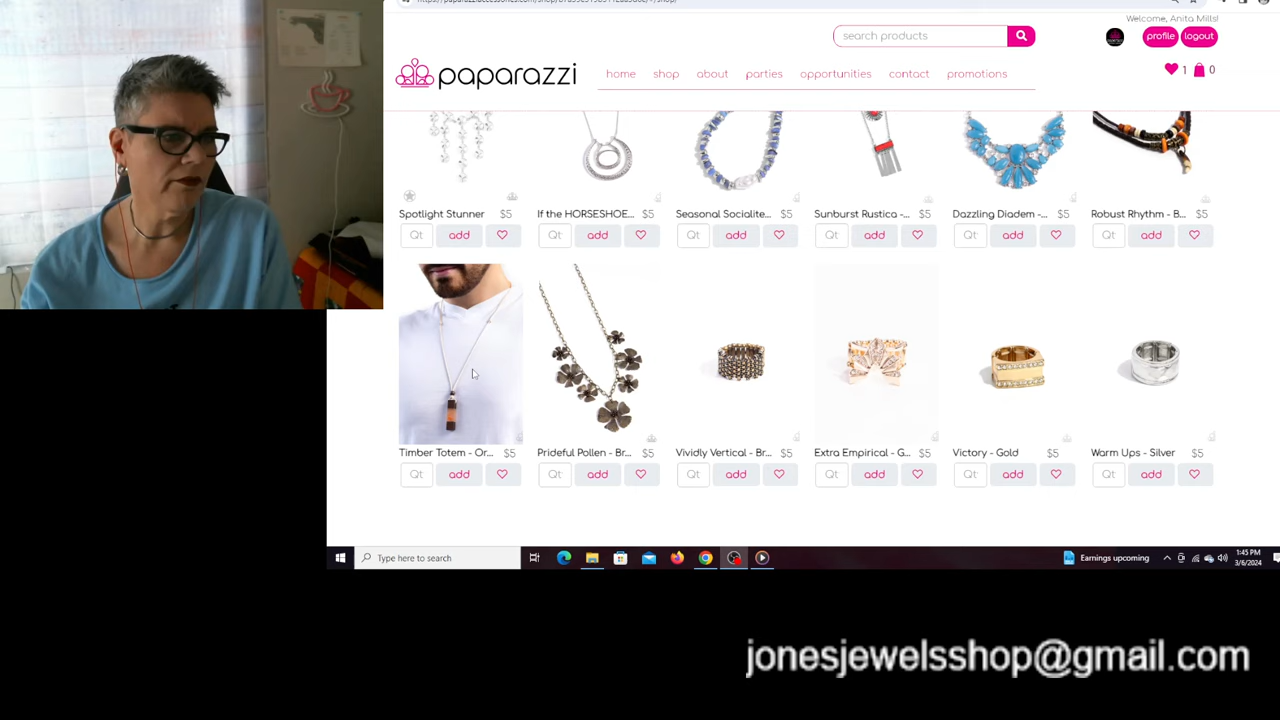 Welcome, Anita Mills!
search products
profile
logout
paparazzi
home
shop
about
parties
opportunities
contact
promotions
1
0
Spotlight Stunner $5
If the HORSESHOE... $5
Seasonal Socialite... $5
Sunburst Rustica -... $5
Dazzling Diadem -... $5
Robust Rhythm - B... $5
Qt add
Qt add
Qt add
Qt add
Qt add
Qt add
Timber Totem - Or... $5
Prideful Pollen - Br... $5
Vividly Vertical - Br... $5
Extra Empirical - G... $5
Victory - Gold $5
Warm Ups - Silver $5
Qt add
Qt add
Qt add
Qt add
Qt add
Qt add
Type here to search
Earnings upcoming
1:45 PM
3/6/2024
jonesjewelsshop@gmail.com